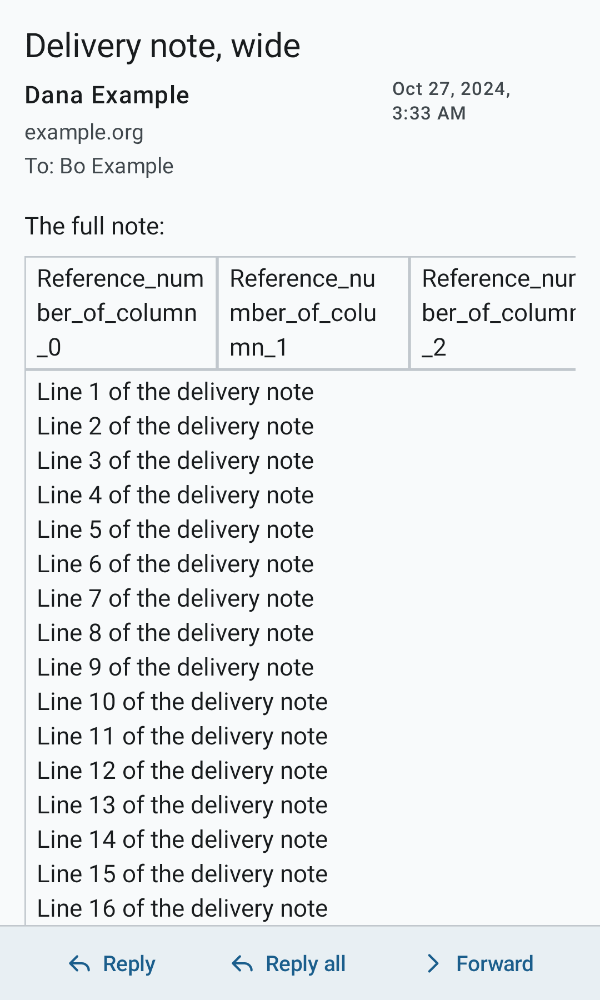 Delivery note, wide
Dana Example
Oct 27, 2024,
3:33 AM
example.org
To: Bo Example
The full note:
Reference_num
ber_of_column
_0
Reference_nu
mber_of_colu
mn_1
Reference_nur
ber_of_column
_2
Line 1 of the delivery note
Line 2 of the delivery note
Line 3 of the delivery note
Line 4 of the delivery note
Line 5 of the delivery note
Line 6 of the delivery note
Line 7 of the delivery note
Line 8 of the delivery note
Line 9 of the delivery note
Line 10 of the delivery note
Line 11 of the delivery note
Line 12 of the delivery note
Line 13 of the delivery note
Line 14 of the delivery note
Line 15 of the delivery note
Line 16 of the delivery note
Reply
Reply all
Forward